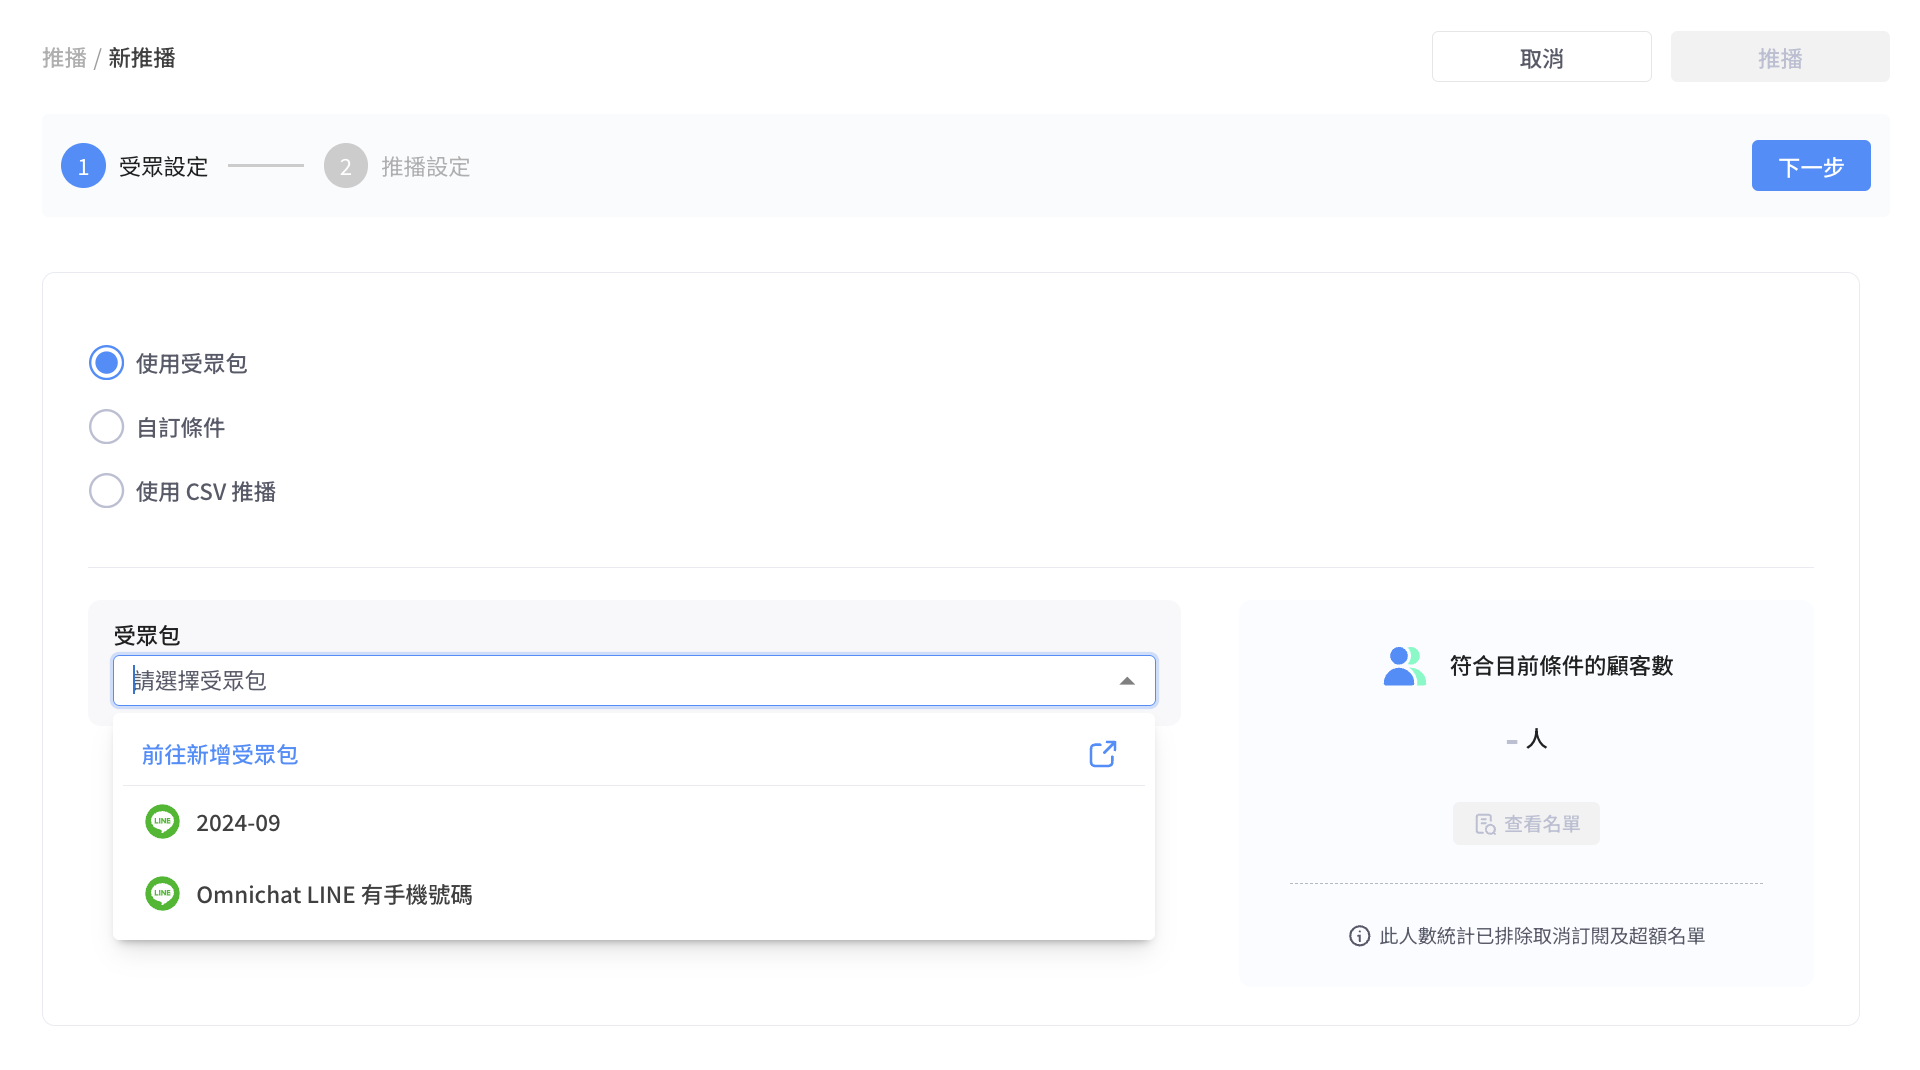 推播 / 新推播
取消
推播
1 受眾設定
2 推播設定
下一步
使用受眾包
自訂條件
使用 CSV 推播
受眾包
請選擇受眾包
前往新增受眾包
LINE 2024-09
LINE Omnichat LINE 有手機號碼
符合目前條件的顧客數
- 人
查看名單
此人數統計已排除取消訂閱及超額名單